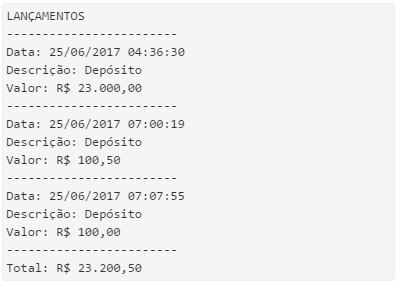 LANÇAMENTOS
------------------------
Data: 25/06/2017 04:36:30
Descrição: Depósito
Valor: R$ 23.000,00
------------------------
Data: 25/06/2017 07:00:19
Descrição: Depósito
Valor: R$ 100,50
------------------------
Data: 25/06/2017 07:07:55
Descrição: Depósito
Valor: R$ 100,00
------------------------
Total: R$ 23.200,50